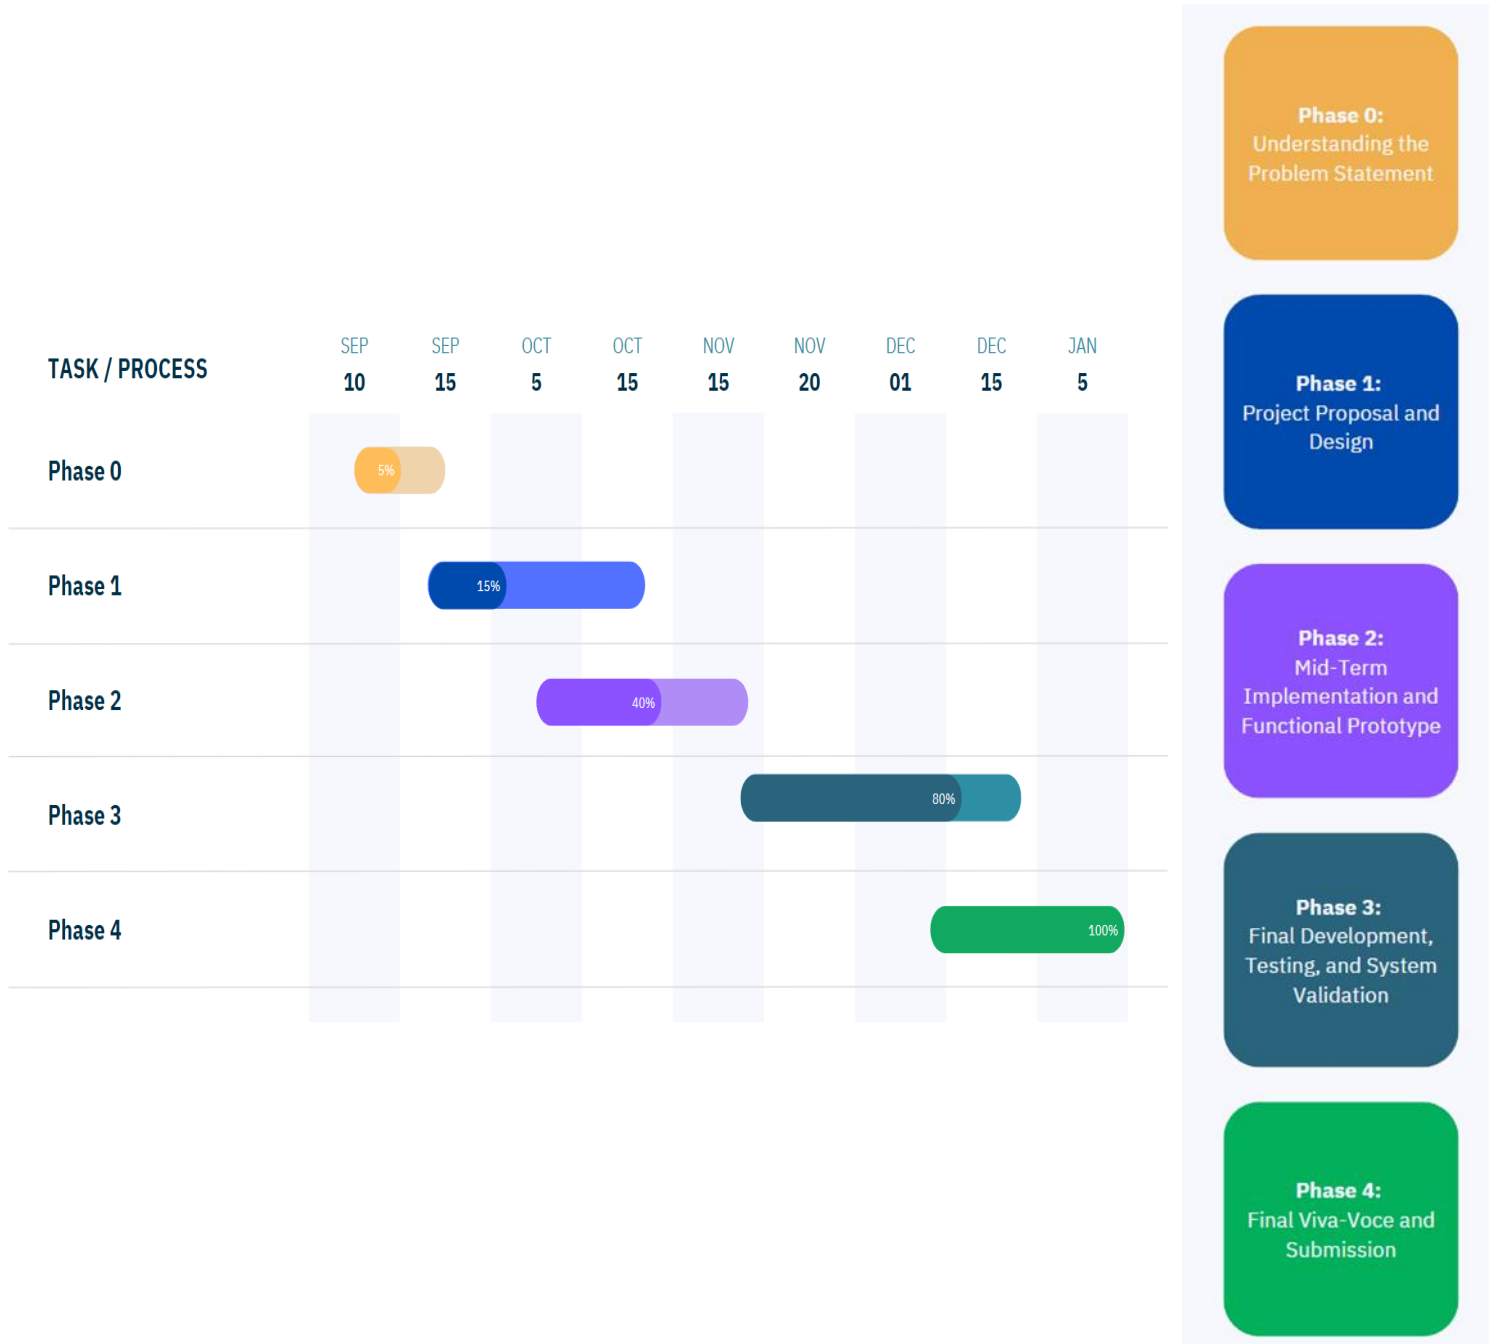 TASK / PROCESS
SEP SEP OCT OCT NOV NOV DEC DEC JAN
10 15 5 15 15 20 01 15 5
Phase 0
5%
Phase 1
15%
Phase 2
40%
Phase 3
80%
Phase 4
100%
Phase 0:
Understanding the
Problem Statement
Phase 1:
Project Proposal and
Design
Phase 2:
Mid-Term
Implementation and
Functional Prototype
Phase 3:
Final Development,
Testing, and System
Validation
Phase 4:
Final Viva-Voce and
Submission